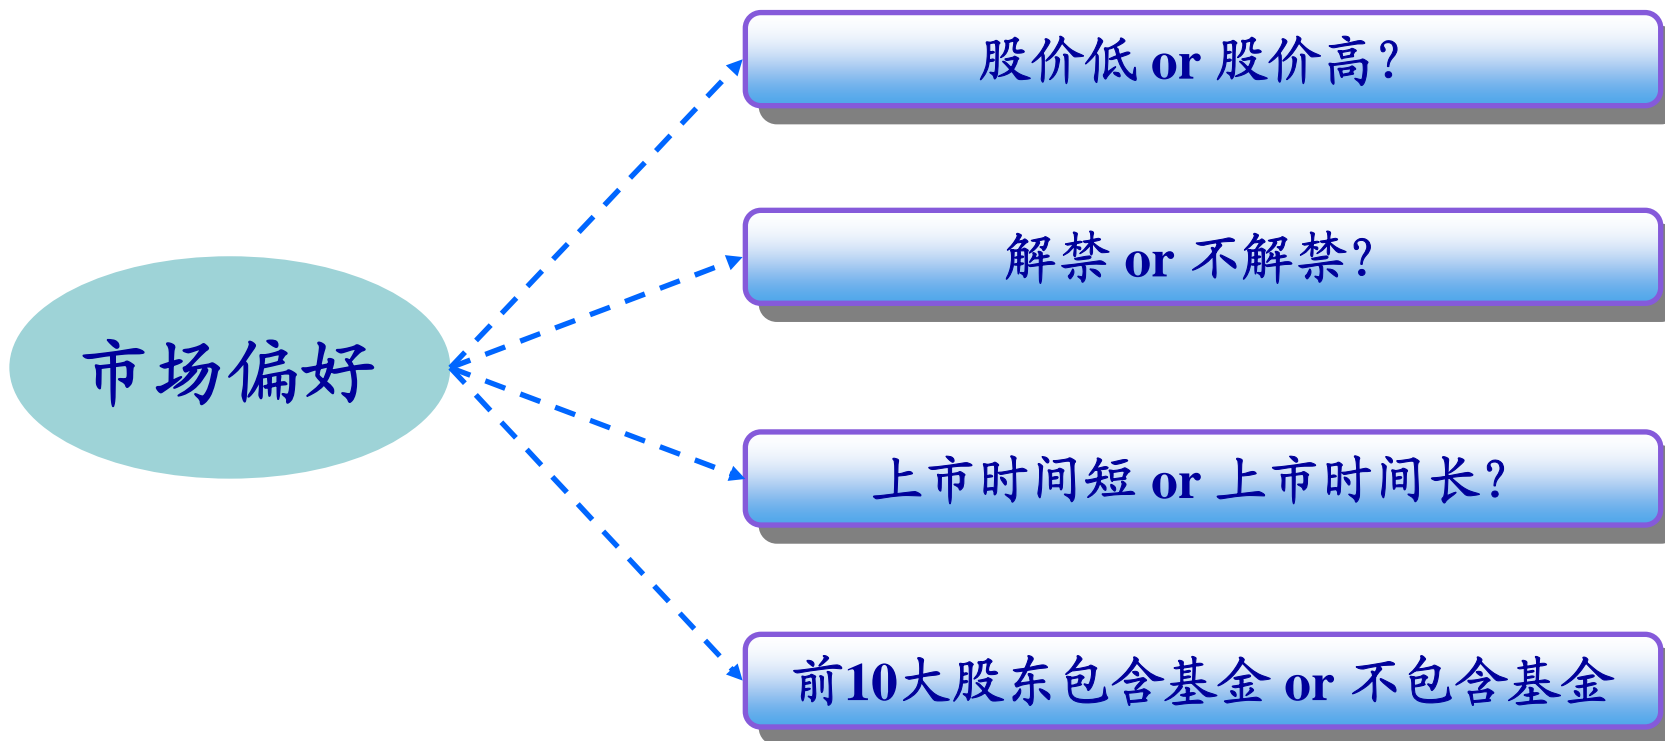 股价低 or 股价高?
解禁 or 不解禁?
市场偏好
上市时间短 or 上市时间长?
前10大股东包含基金 or 不包含基金